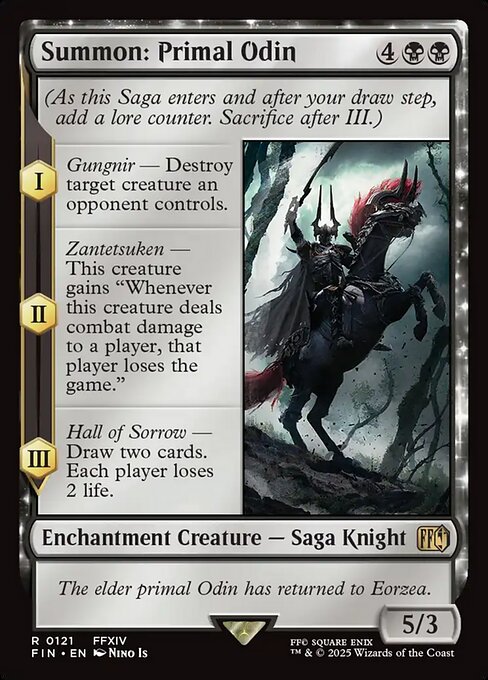 Summon: Primal Odin 4
(As this Saga enters and after your draw step,
add a lore counter. Sacrifice after III.)
I
Gungnir — Destroy
target creature an
opponent controls.
II
Zantetsuken —
This creature
gains “Whenever
this creature deals
combat damage
to a player, that
player loses the
game.”
III
Hall of Sorrow —
Draw two cards.
Each player loses
2 life.
Enchantment Creature — Saga Knight
The elder primal Odin has returned to Eorzea.
5/3
R 0121 FFXIV
FIN • EN Nino Is
FF© SQUARE ENIX
™ & © 2025 Wizards of the Coast